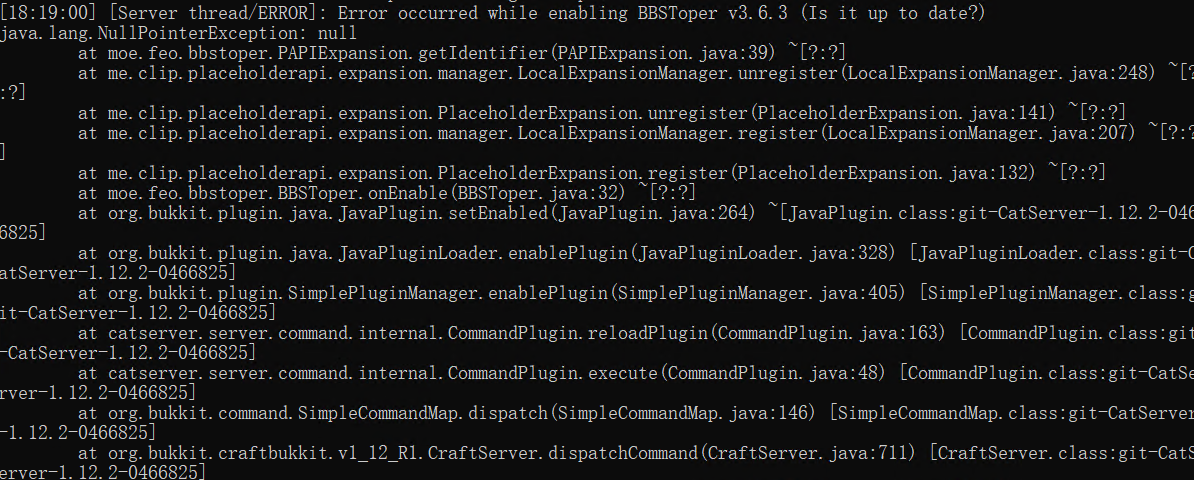 [18:19:00] [Server thread/ERROR]: Error occurred while enabling BBSToper v3.6.3 (Is it up to date?)
java.lang.NullPointerException: null
at moe.feo.bbstoper.PAPIExpansion.getIdentifier(PAPIExpansion.java:39) ~[?:?]
at me.clip.placeholderapi.expansion.manager.LocalExpansionManager.unregister(LocalExpansionManager.java:248) ~[?
:?]
at me.clip.placeholderapi.expansion.PlaceholderExpansion.unregister(PlaceholderExpansion.java:141) ~[?:?]
at me.clip.placeholderapi.expansion.manager.LocalExpansionManager.register(LocalExpansionManager.java:207) ~[?:?
]
at me.clip.placeholderapi.expansion.PlaceholderExpansion.register(PlaceholderExpansion.java:132) ~[?:?]
at moe.feo.bbstoper.BBSToper.onEnable(BBSToper.java:32) ~[?:?]
at org.bukkit.plugin.java.JavaPlugin.setEnabled(JavaPlugin.java:264) ~[JavaPlugin.class:git-CatServer-1.12.2-046
6825]
at org.bukkit.plugin.java.JavaPluginLoader.enablePlugin(JavaPluginLoader.java:328) [JavaPluginLoader.class:git-C
atServer-1.12.2-0466825]
at org.bukkit.plugin.SimplePluginManager.enablePlugin(SimplePluginManager.java:405) [SimplePluginManager.class:g
it-CatServer-1.12.2-0466825]
at catserver.server.command.internal.CommandPlugin.reloadPlugin(CommandPlugin.java:163) [CommandPlugin.class:git
-CatServer-1.12.2-0466825]
at catserver.server.command.internal.CommandPlugin.execute(CommandPlugin.java:48) [CommandPlugin.class:git-CatSe
rver-1.12.2-0466825]
at org.bukkit.command.SimpleCommandMap.dispatch(SimpleCommandMap.java:146) [SimpleCommandMap.class:git-CatServer
-1.12.2-0466825]
at org.bukkit.craftbukkit.v1_12_R1.CraftServer.dispatchCommand(CraftServer.java:711) [CraftServer.class:git-CatS
erver-1.12.2-0466825]